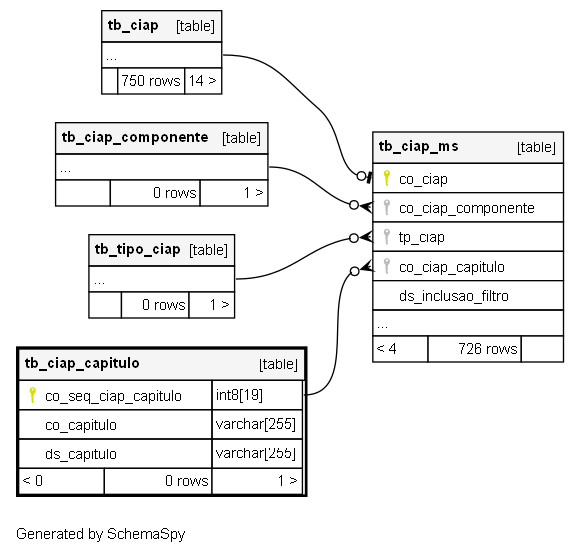 tb_ciap [table]
...
750 rows 14 >
tb_ciap_componente [table]
...
0 rows 1 >
tb_tipo_ciap [table]
...
0 rows 1 >
tb_ciap_capitulo [table]
co_seq_ciap_capitulo int8[19]
co_capitulo varchar[255]
ds_capitulo varchar[255]
< 0 0 rows 1 >
tb_ciap_ms [table]
co_ciap
co_ciap_componente
tp_ciap
co_ciap_capitulo
ds_inclusao_filtro
...
< 4 726 rows
Generated by SchemaSpy